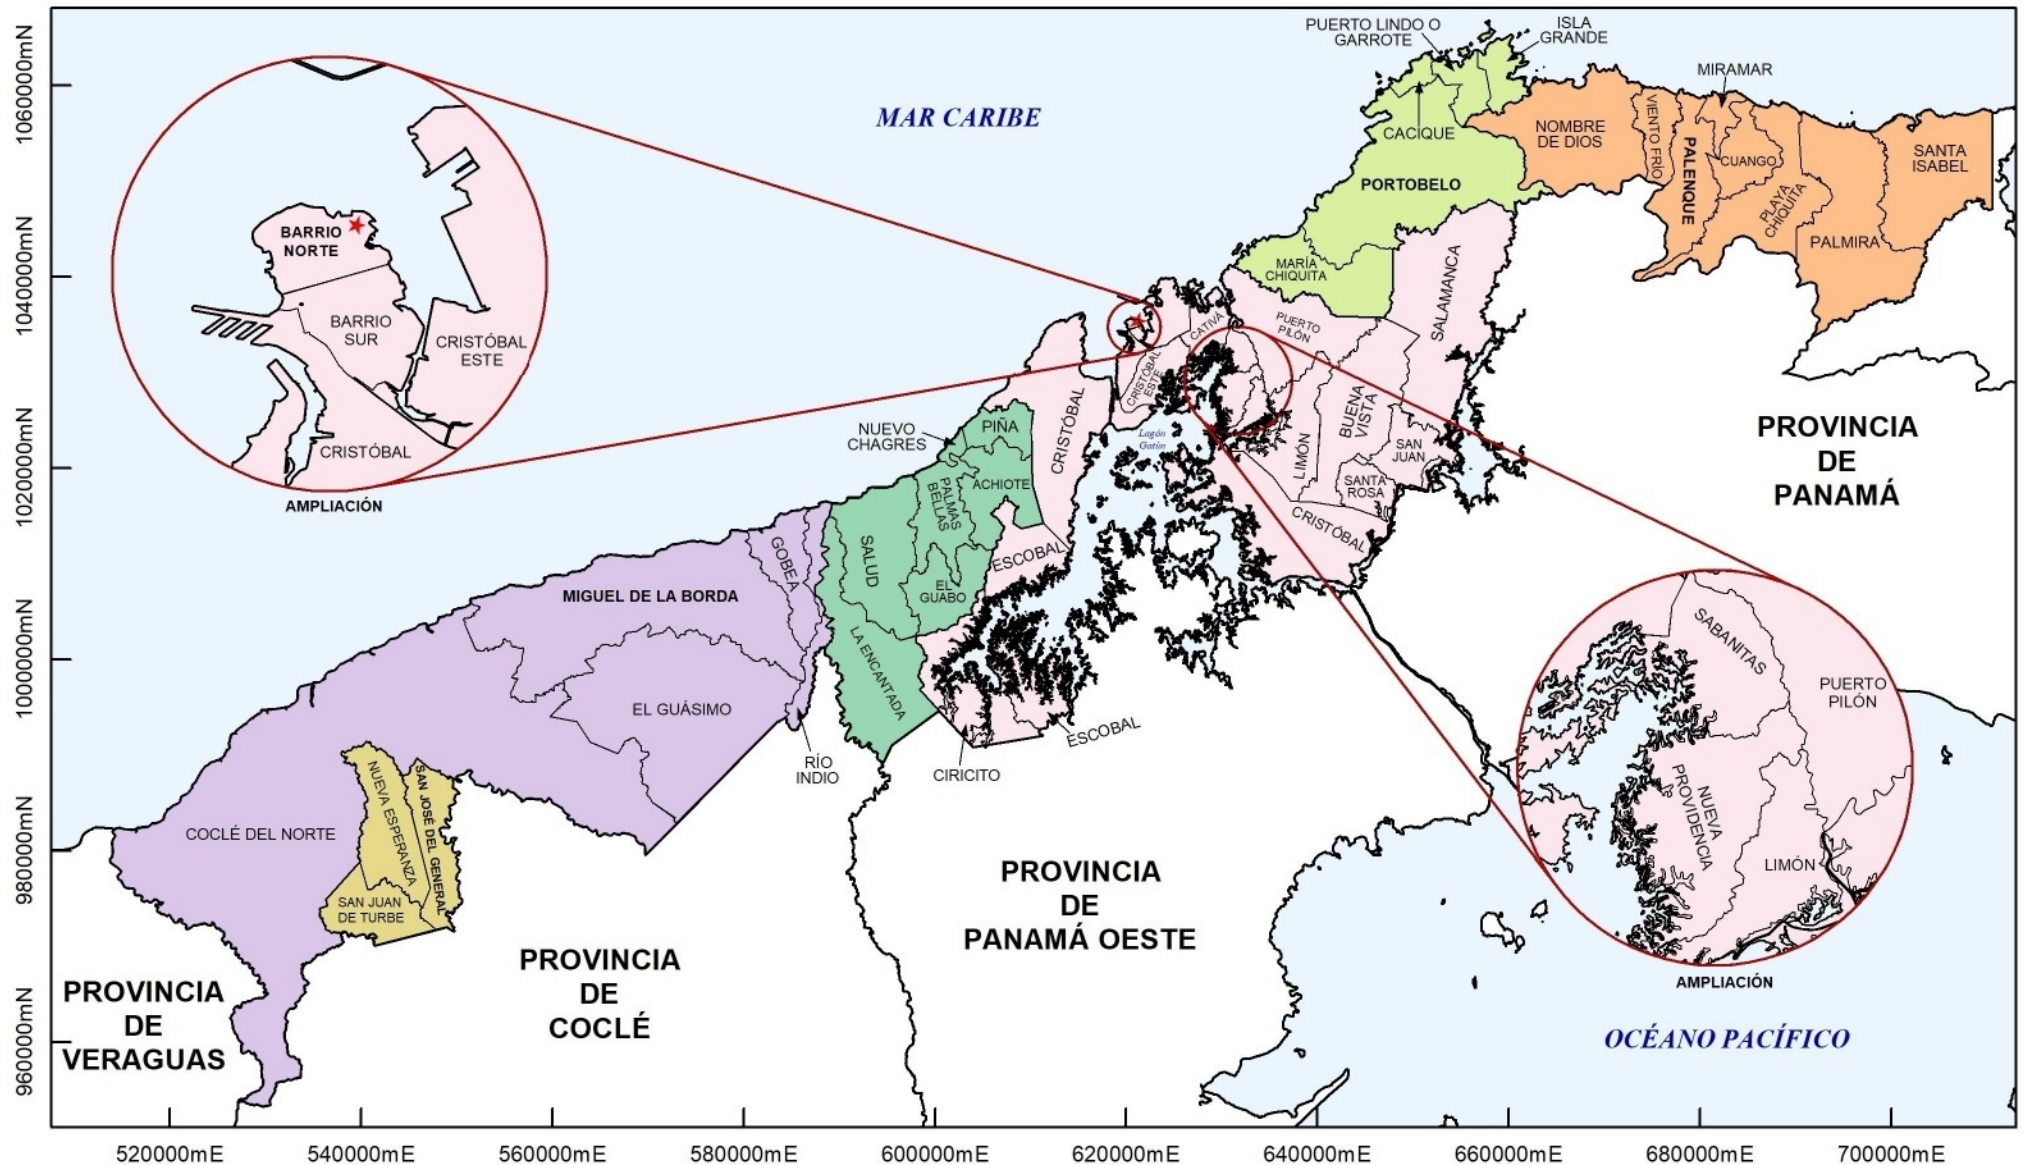 PUERTO LINDO O
GARROTE
ISLA
GRANDE
MIRAMAR
MAR CARIBE
CACIQUE
NOMBRE
DE DIOS
VIENTO FRÍO
PALENQUE
CUANGO
PLAYA
CHIQUITA
SANTA
ISABEL
PORTOBELO
PALMIRA
MARÍA
CHIQUITA
SALAMANCA
BARRIO
NORTE
BARRIO
SUR
CRISTÓBAL
ESTE
CRISTÓBAL
AMPLIACIÓN
CATIVÁ
PUERTO
PILÓN
CRISTÓBAL
ESTE
CRISTÓBAL
BUENA
VISTA
LIMÓN
SAN
JUAN
SANTA
ROSA
CRISTÓBAL
Lagón
Gatún
NUEVO
CHAGRES
PIÑA
ACHIOTE
PALMAS
BELLAS
SALUD
EL
GUABO
ESCOBAL
LA ENCANTADA
GOBEA
MIGUEL DE LA BORDA
EL GUÁSIMO
RÍO
INDIO
CIRICITO
ESCOBAL
COCLÉ DEL NORTE
NUEVA ESPERANZA
SAN JOSÉ DEL GENERAL
SAN JUAN
DE TURBE
PROVINCIA
DE
PANAMÁ
SABANITAS
PUERTO
PILÓN
NUEVA
PROVIDENCIA
LIMÓN
AMPLIACIÓN
PROVINCIA
DE
PANAMÁ OESTE
PROVINCIA
DE
COCLÉ
PROVINCIA
DE
VERAGUAS
OCÉANO PACÍFICO
1060000mN
1040000mN
1020000mN
1000000mN
980000mN
960000mN
520000mE
540000mE
560000mE
580000mE
600000mE
620000mE
640000mE
660000mE
680000mE
700000mE